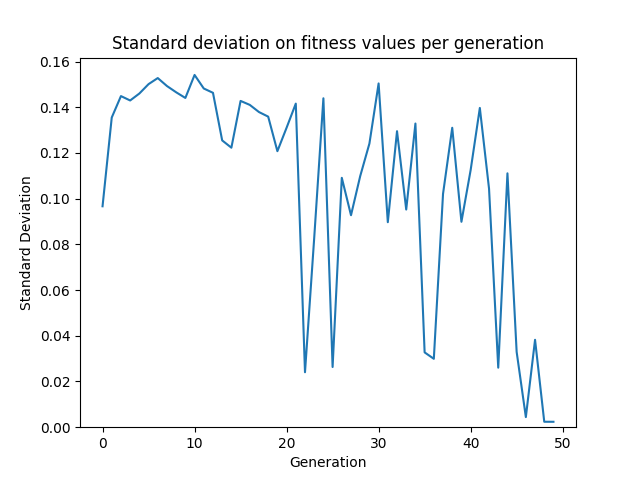 Standard deviation on fitness values per generation
0.16
0.14
0.12
0.10
0.08
0.06
0.04
0.02
0.00
Standard Deviation
0 10 20 30 40 50
Generation